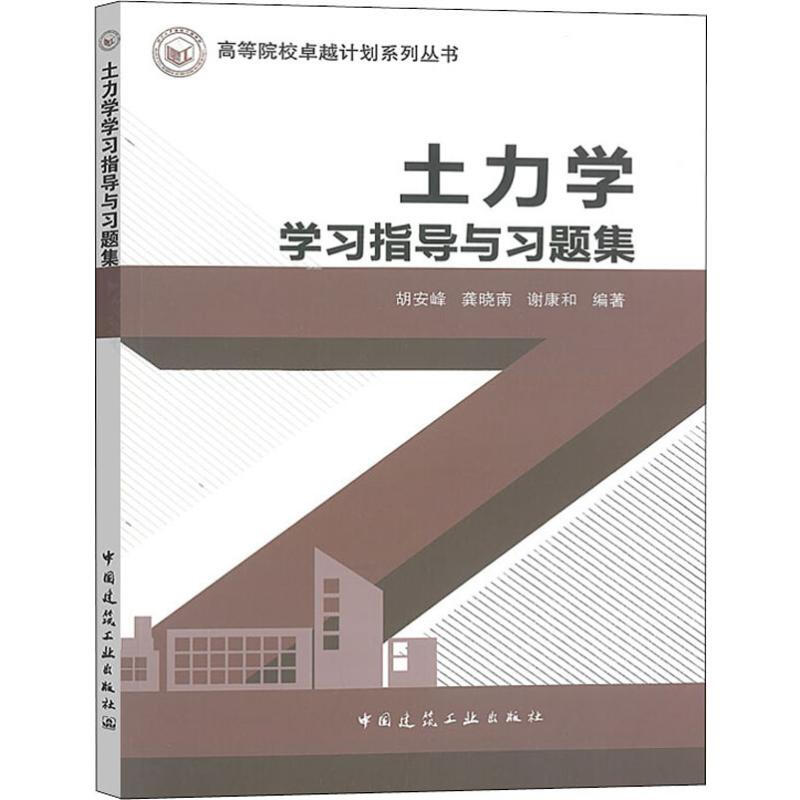 高等院校卓越计划系列丛书
土力学
学习指导与习题集
胡安峰 龚晓南 谢康和 编著
中国建筑工业出版社
土力学学习指导与习题集
中国建筑工业出版社